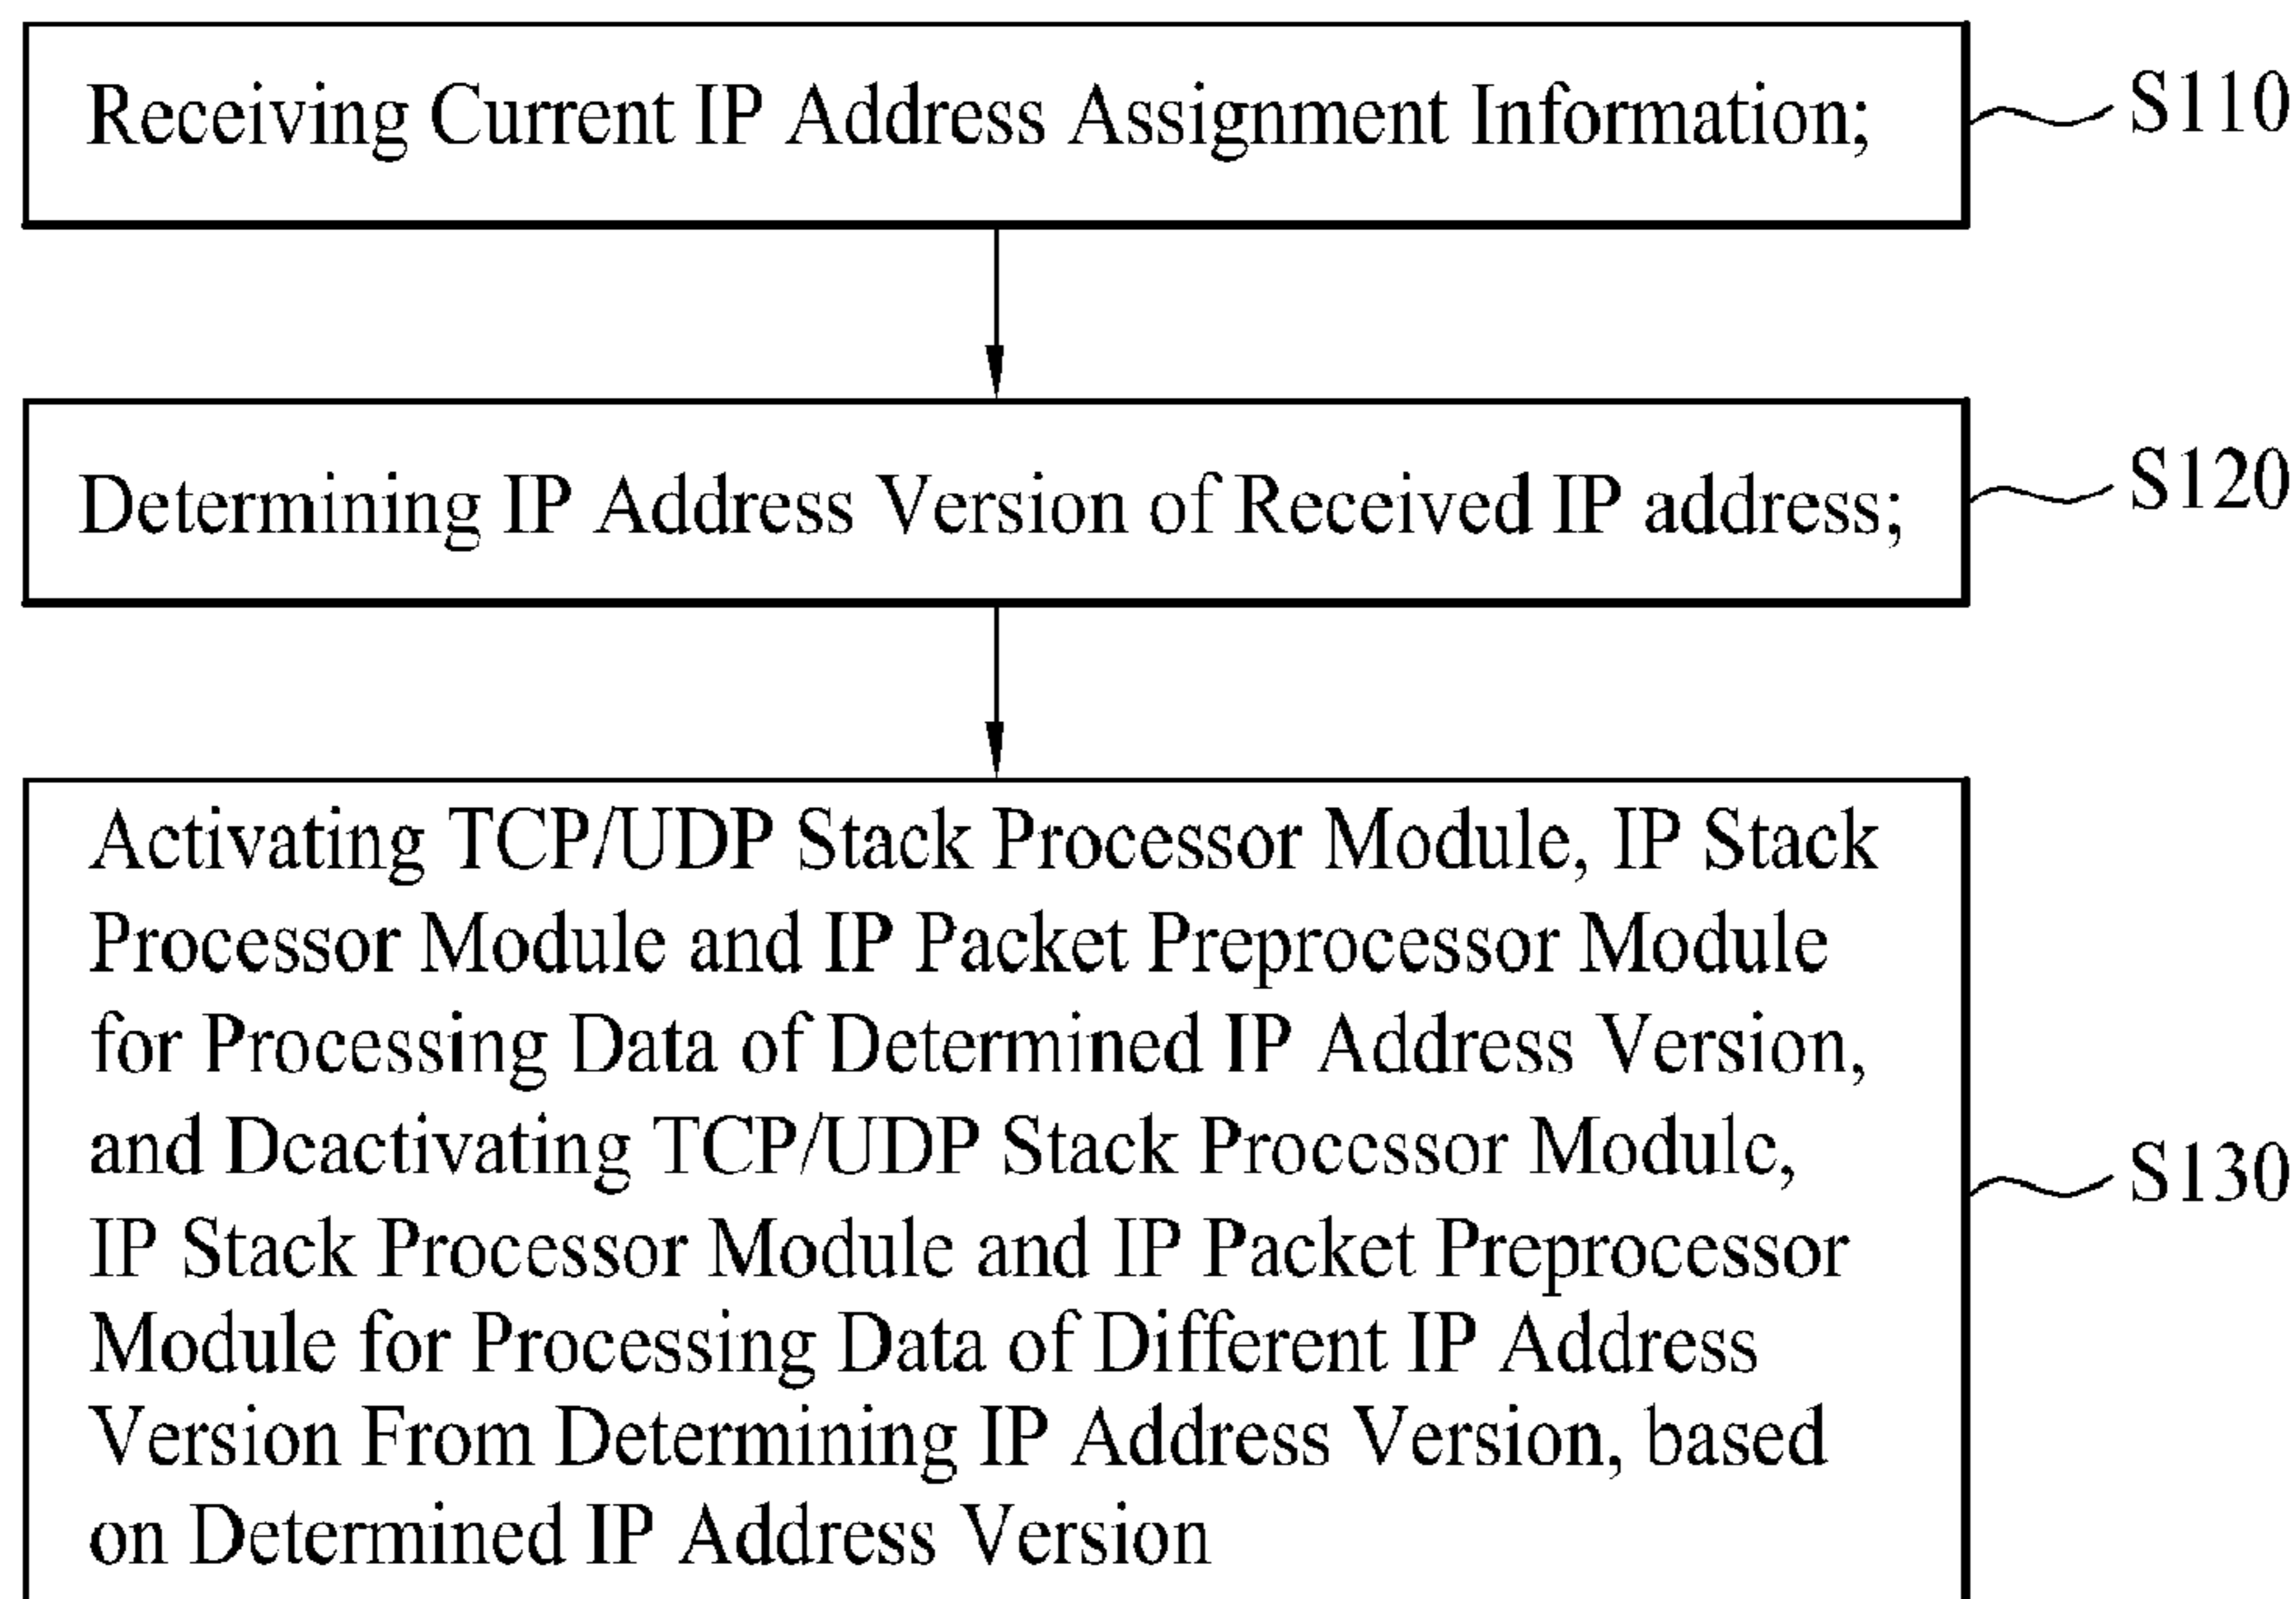 Receiving Current IP Address Assignment Information;
S110
Determining IP Address Version of Received IP address;
S120
Activating TCP/UDP Stack Processor Module, IP Stack
Processor Module and IP Packet Preprocessor Module
for Processing Data of Determined IP Address Version,
and Deactivating TCP/UDP Stack Processor Module,
IP Stack Processor Module and IP Packet Preprocessor
Module for Processing Data of Different IP Address
Version From Determining IP Address Version, based
on Determined IP Address Version
S130